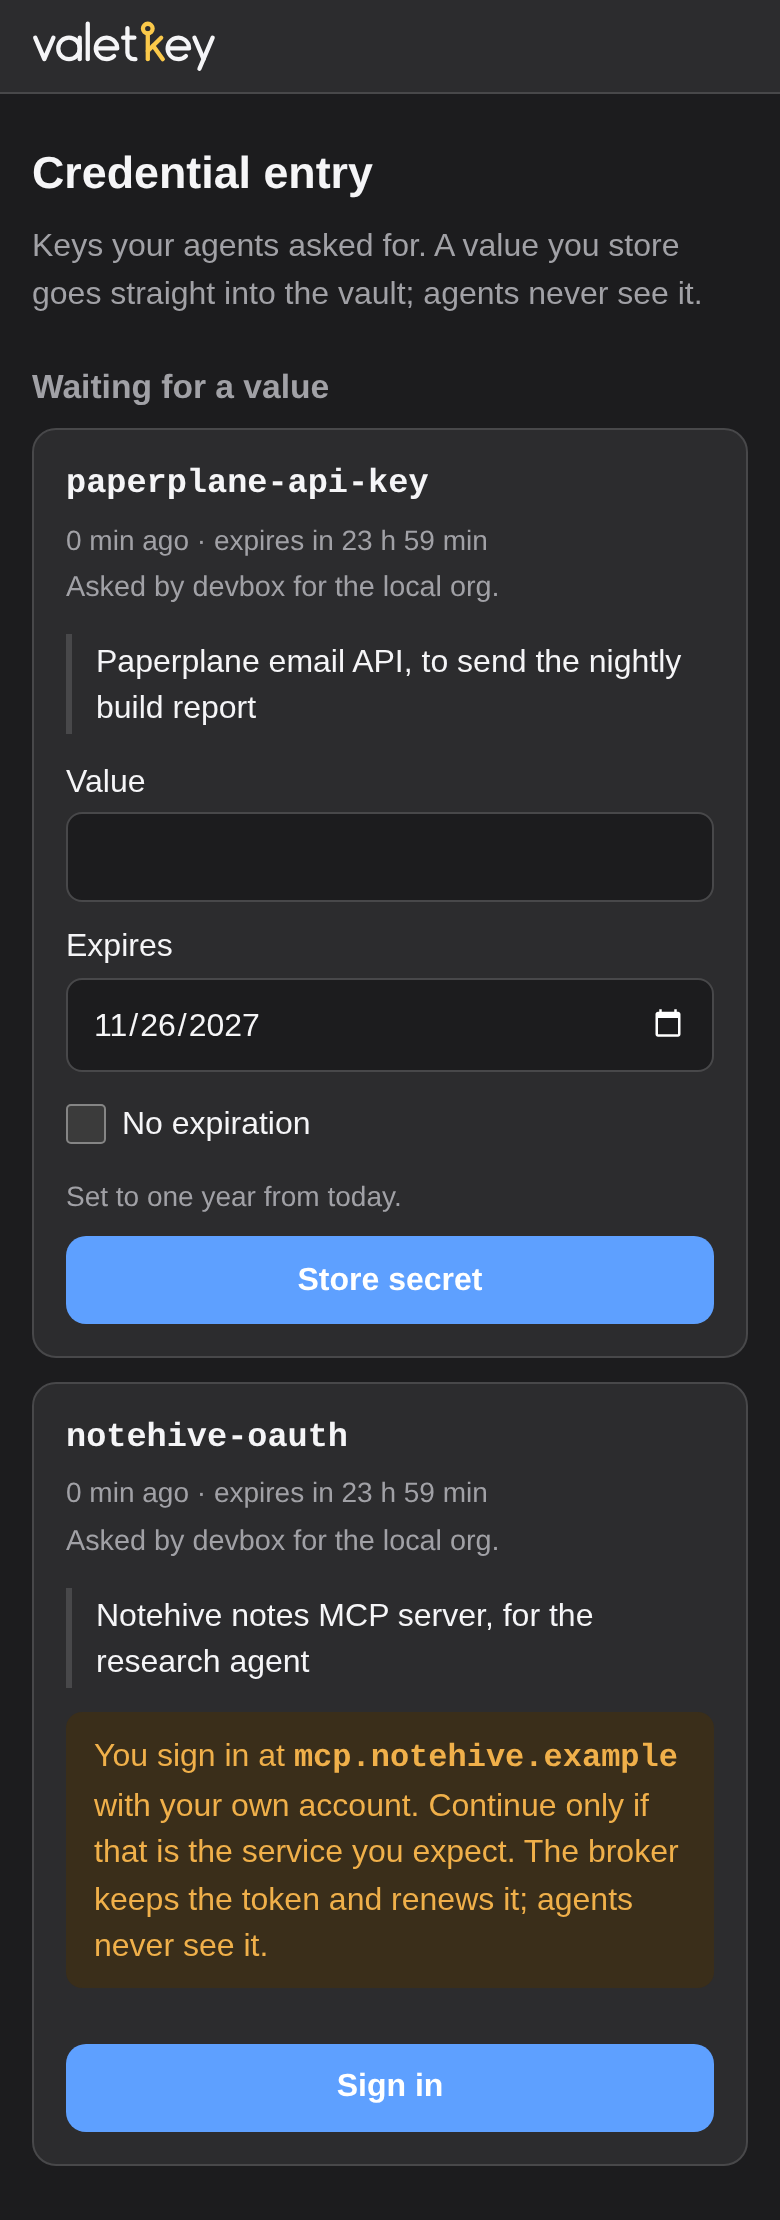 valetkey
Credential entry
Keys your agents asked for. A value you store
goes straight into the vault; agents never see it.
Waiting for a value
paperplane-api-key
0 min ago · expires in 23 h 59 min
Asked by devbox for the local org.
Paperplane email API, to send the nightly
build report
Value
Expires
11/26/2027
No expiration
Set to one year from today.
Store secret
notehive-oauth
0 min ago · expires in 23 h 59 min
Asked by devbox for the local org.
Notehive notes MCP server, for the
research agent
You sign in at mcp.notehive.example
with your own account. Continue only if
that is the service you expect. The broker
keeps the token and renews it; agents
never see it.
Sign in